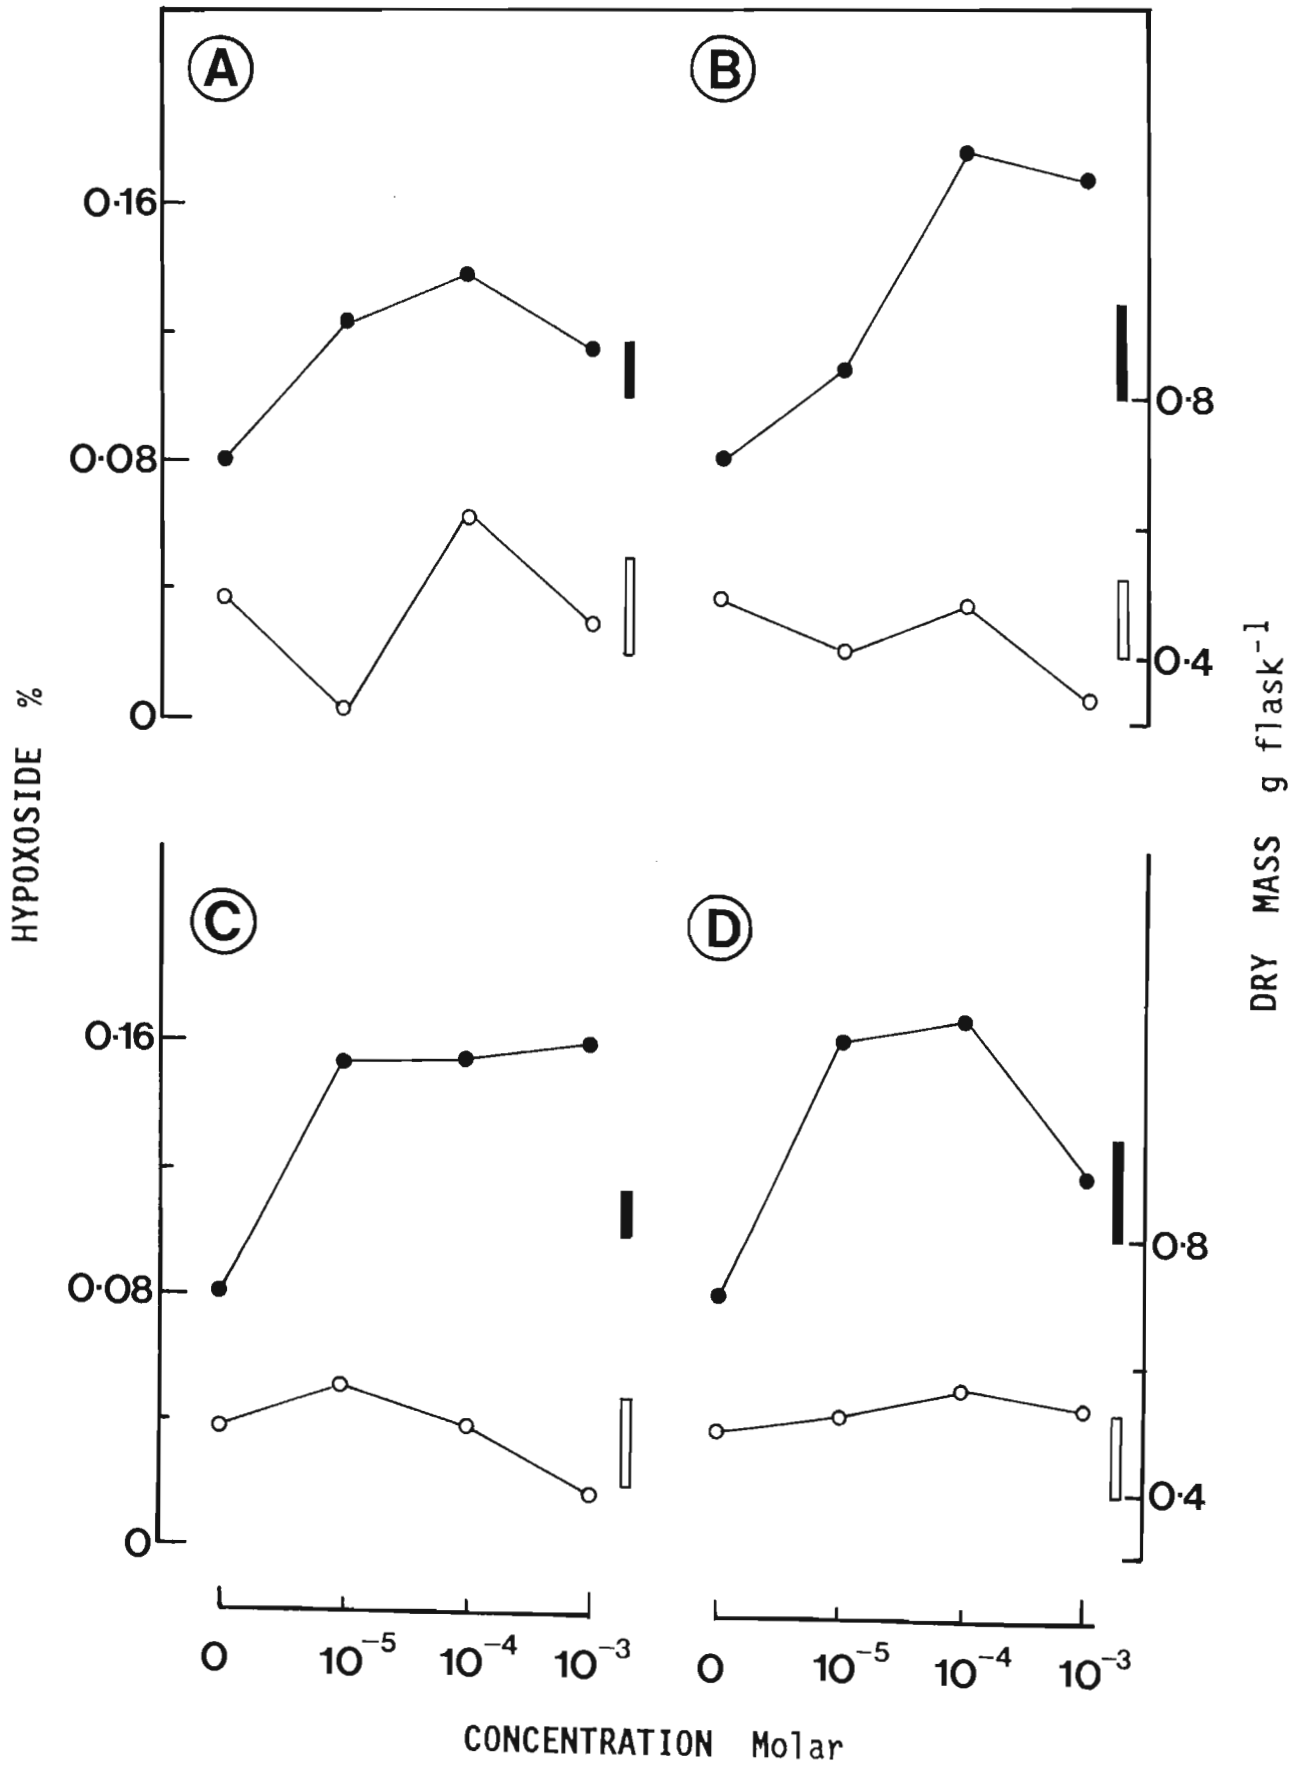 A
B
0·16
0·8
0·08
0·4
0
HYPOXOSIDE %
DRY MASS g flask⁻¹
C
D
0·16
0·08
0·8
0·4
0
0 10⁻⁵ 10⁻⁴ 10⁻³ 0 10⁻⁵ 10⁻⁴ 10⁻³
CONCENTRATION Molar